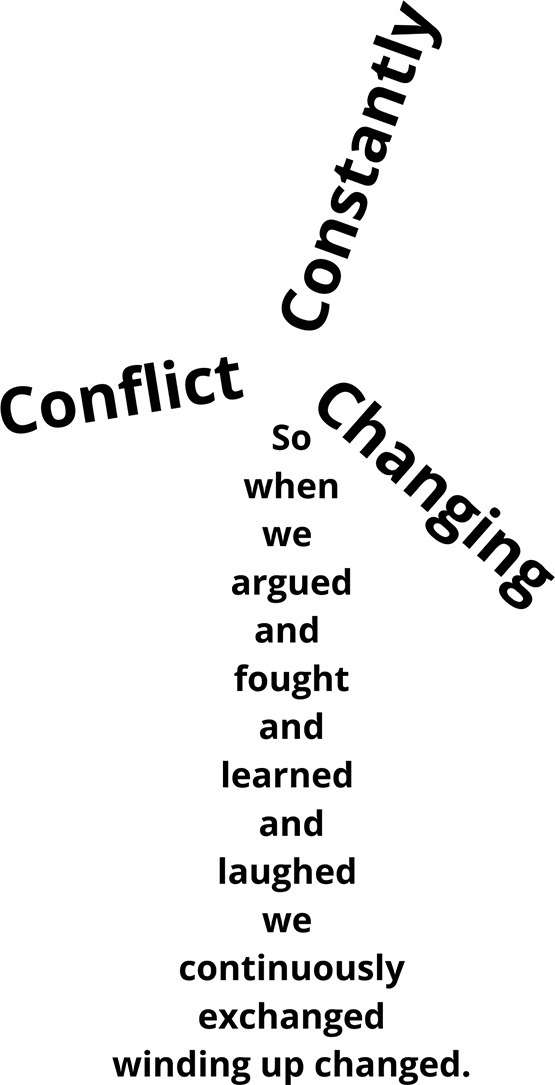 Constantly
Conflict
Changing
So
when
we
argued
and
fought
and
learned
and
laughed
we
continuously
exchanged
winding up changed.